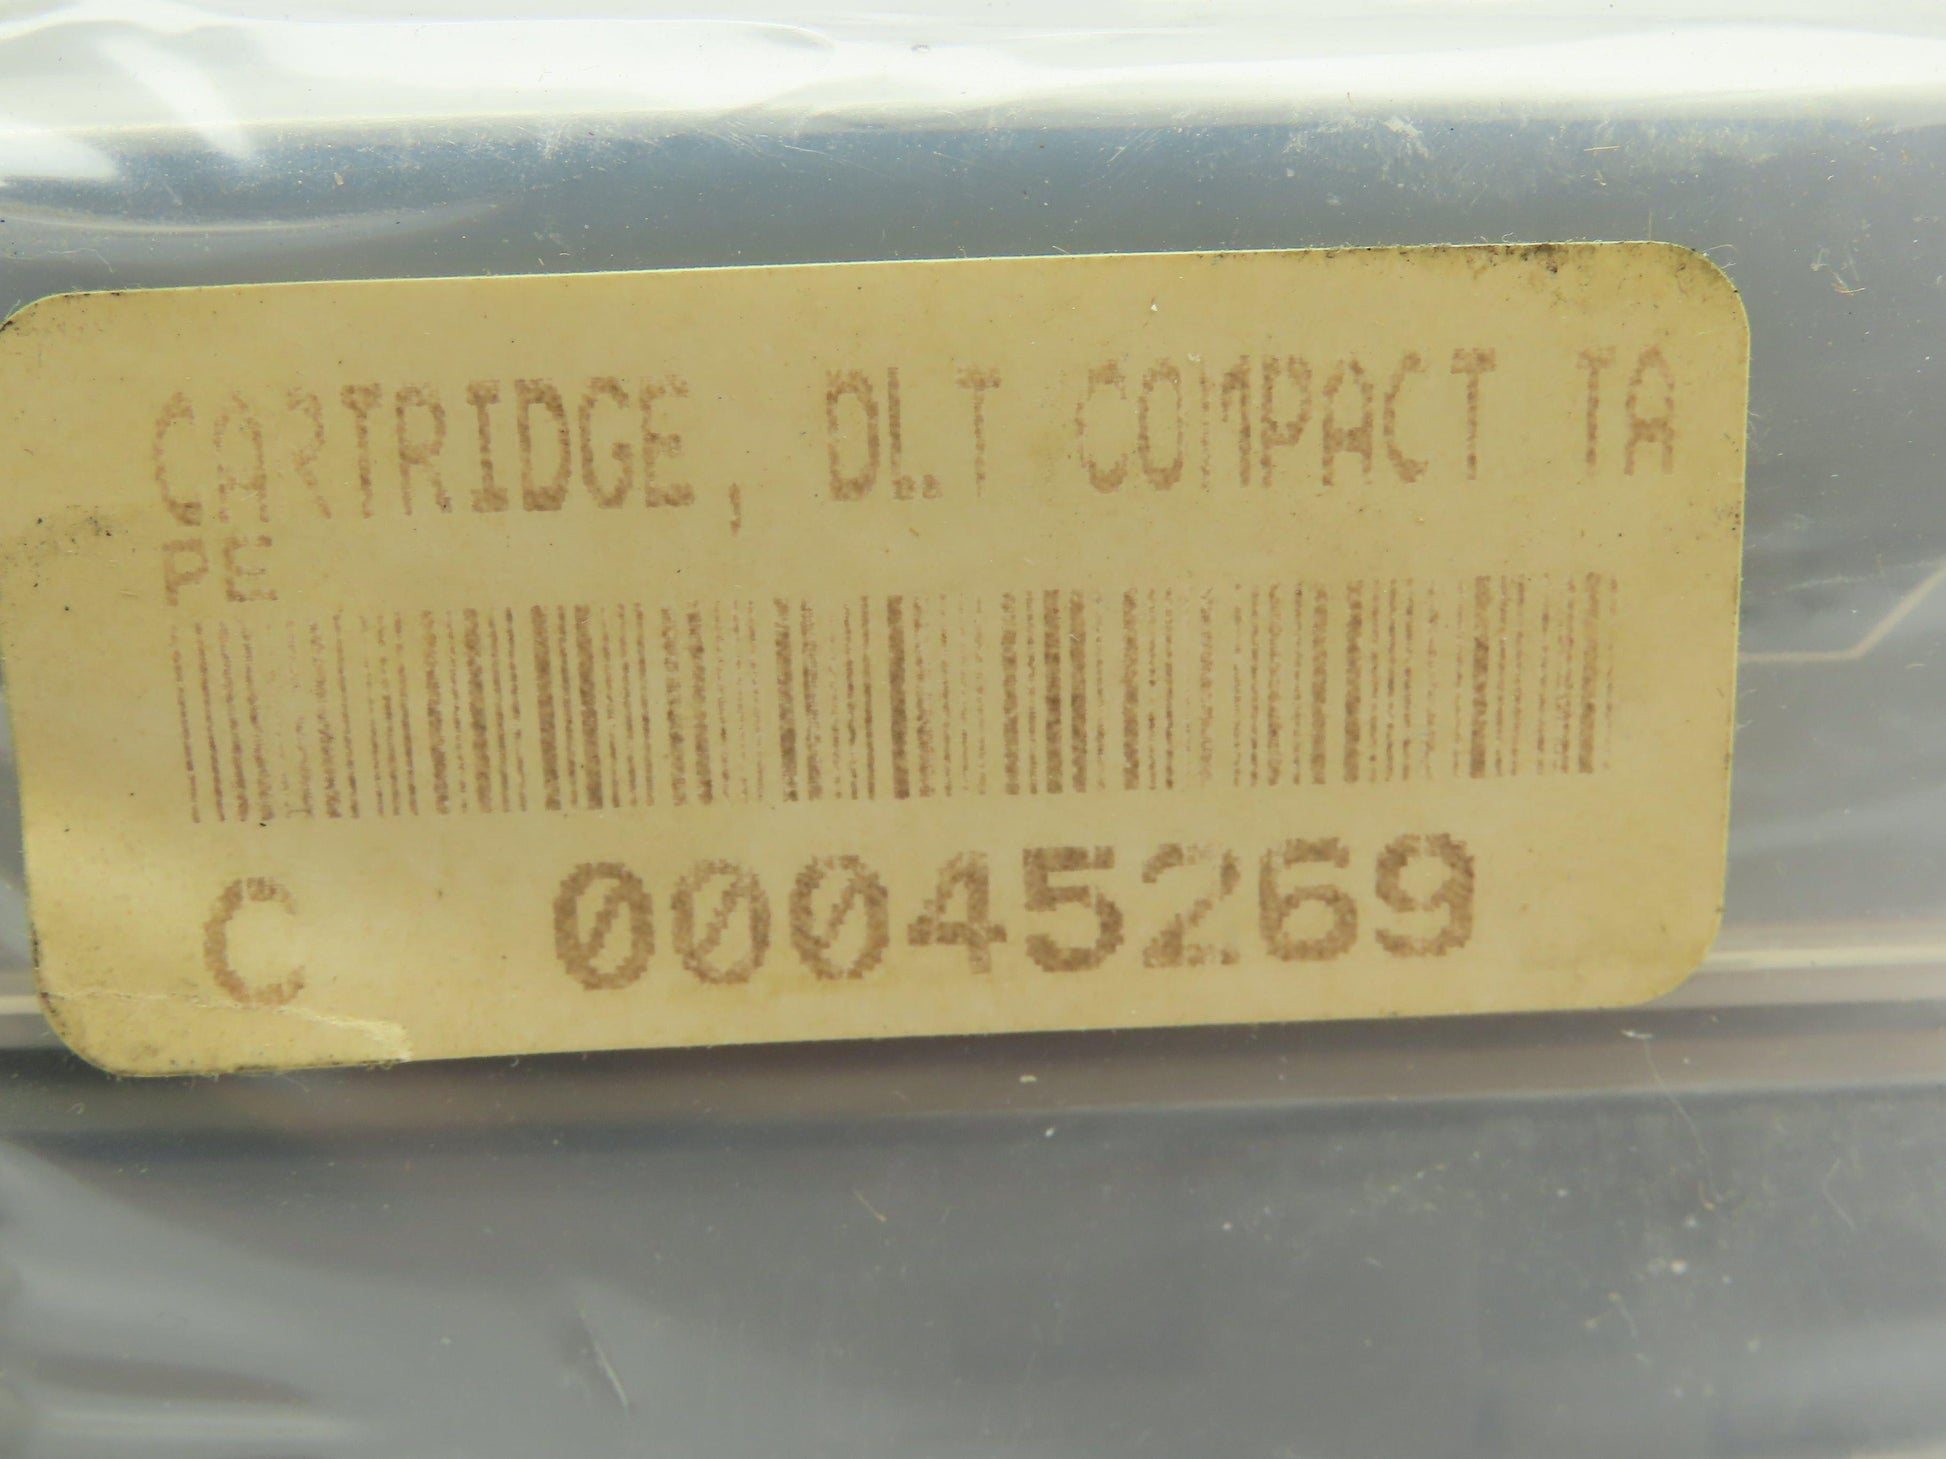 CARTRIDGE, DLT COMPACT TA
PE
C 00045269